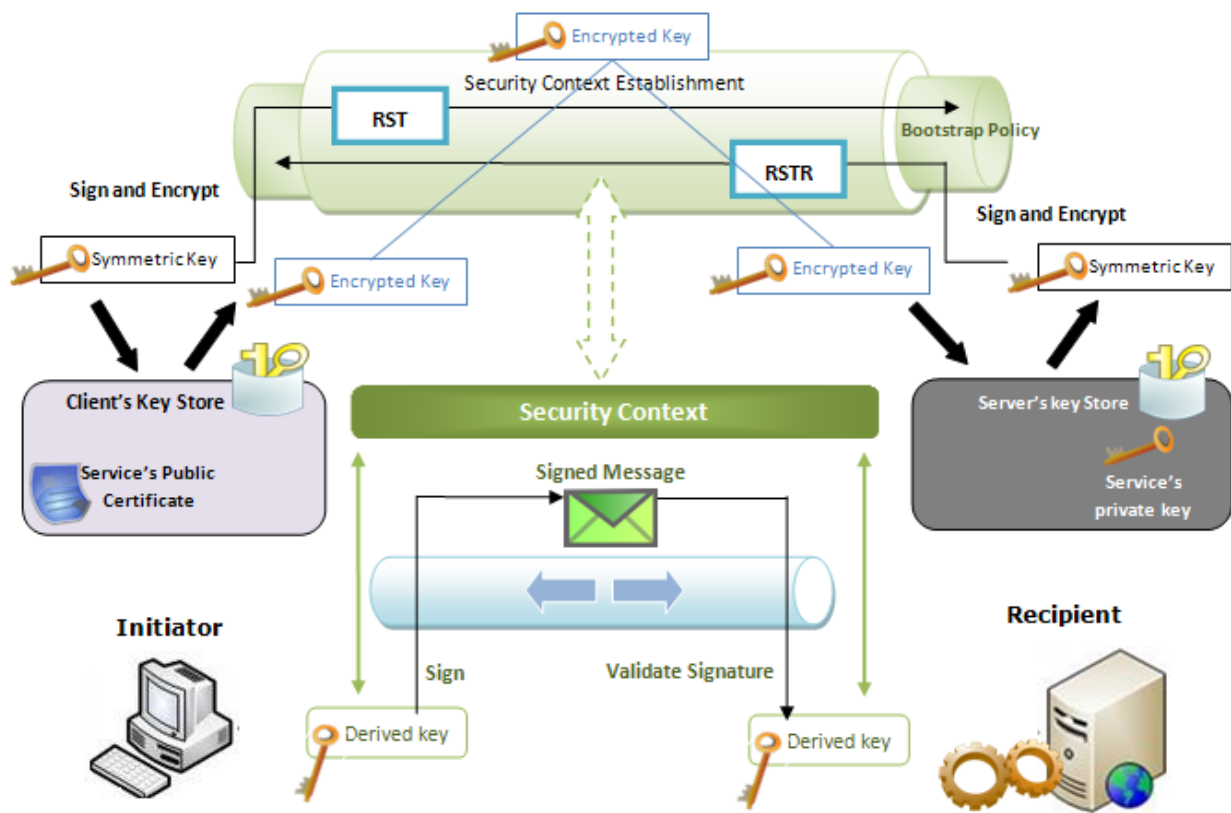 Encrypted Key
Security Context Establishment
RST
Bootstrap Policy
RSTR
Sign and Encrypt
Sign and Encrypt
Symmetric Key
Encrypted Key
Encrypted Key
Symmetric Key
Client's Key Store
Security Context
Server's key Store
Service's Public
Certificate
Signed Message
Service's
private key
Initiator
Recipient
Sign
Validate Signature
Derived key
Derived key